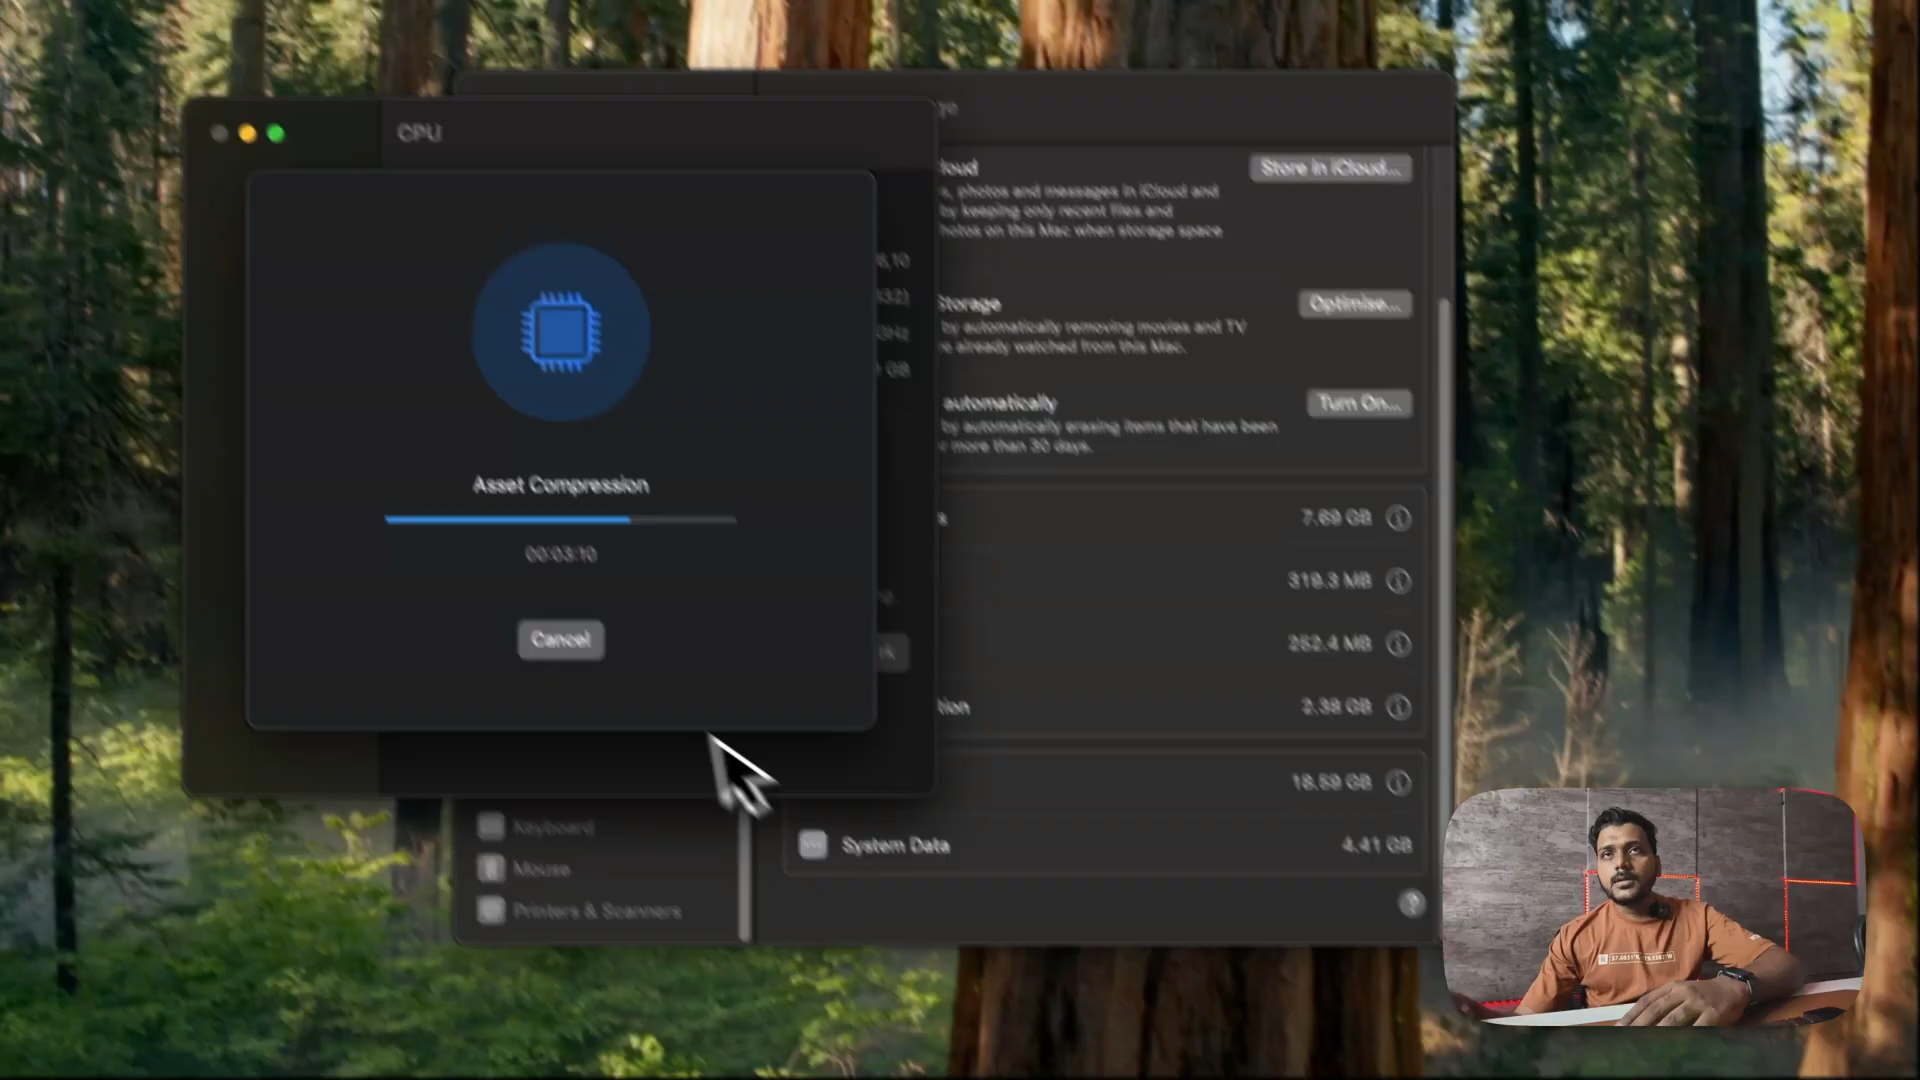 CPU
Asset Compression
00:03:10
Cancel
Store in iCloud...
photos and messages in iCloud and
by keeping only recent files and
on this Mac when storage space
Storage
Optimise...
by automatically removing movies and TV
already watched from this Mac.
automatically
Turn On...
by automatically erasing items that have been
more than 30 days.
7.69 GB
319.3 MB
252.4 MB
2.38 GB
18.59 GB
System Data
4.41 GB
?
Keyboard
Mouse
Printers & Scanners
GB